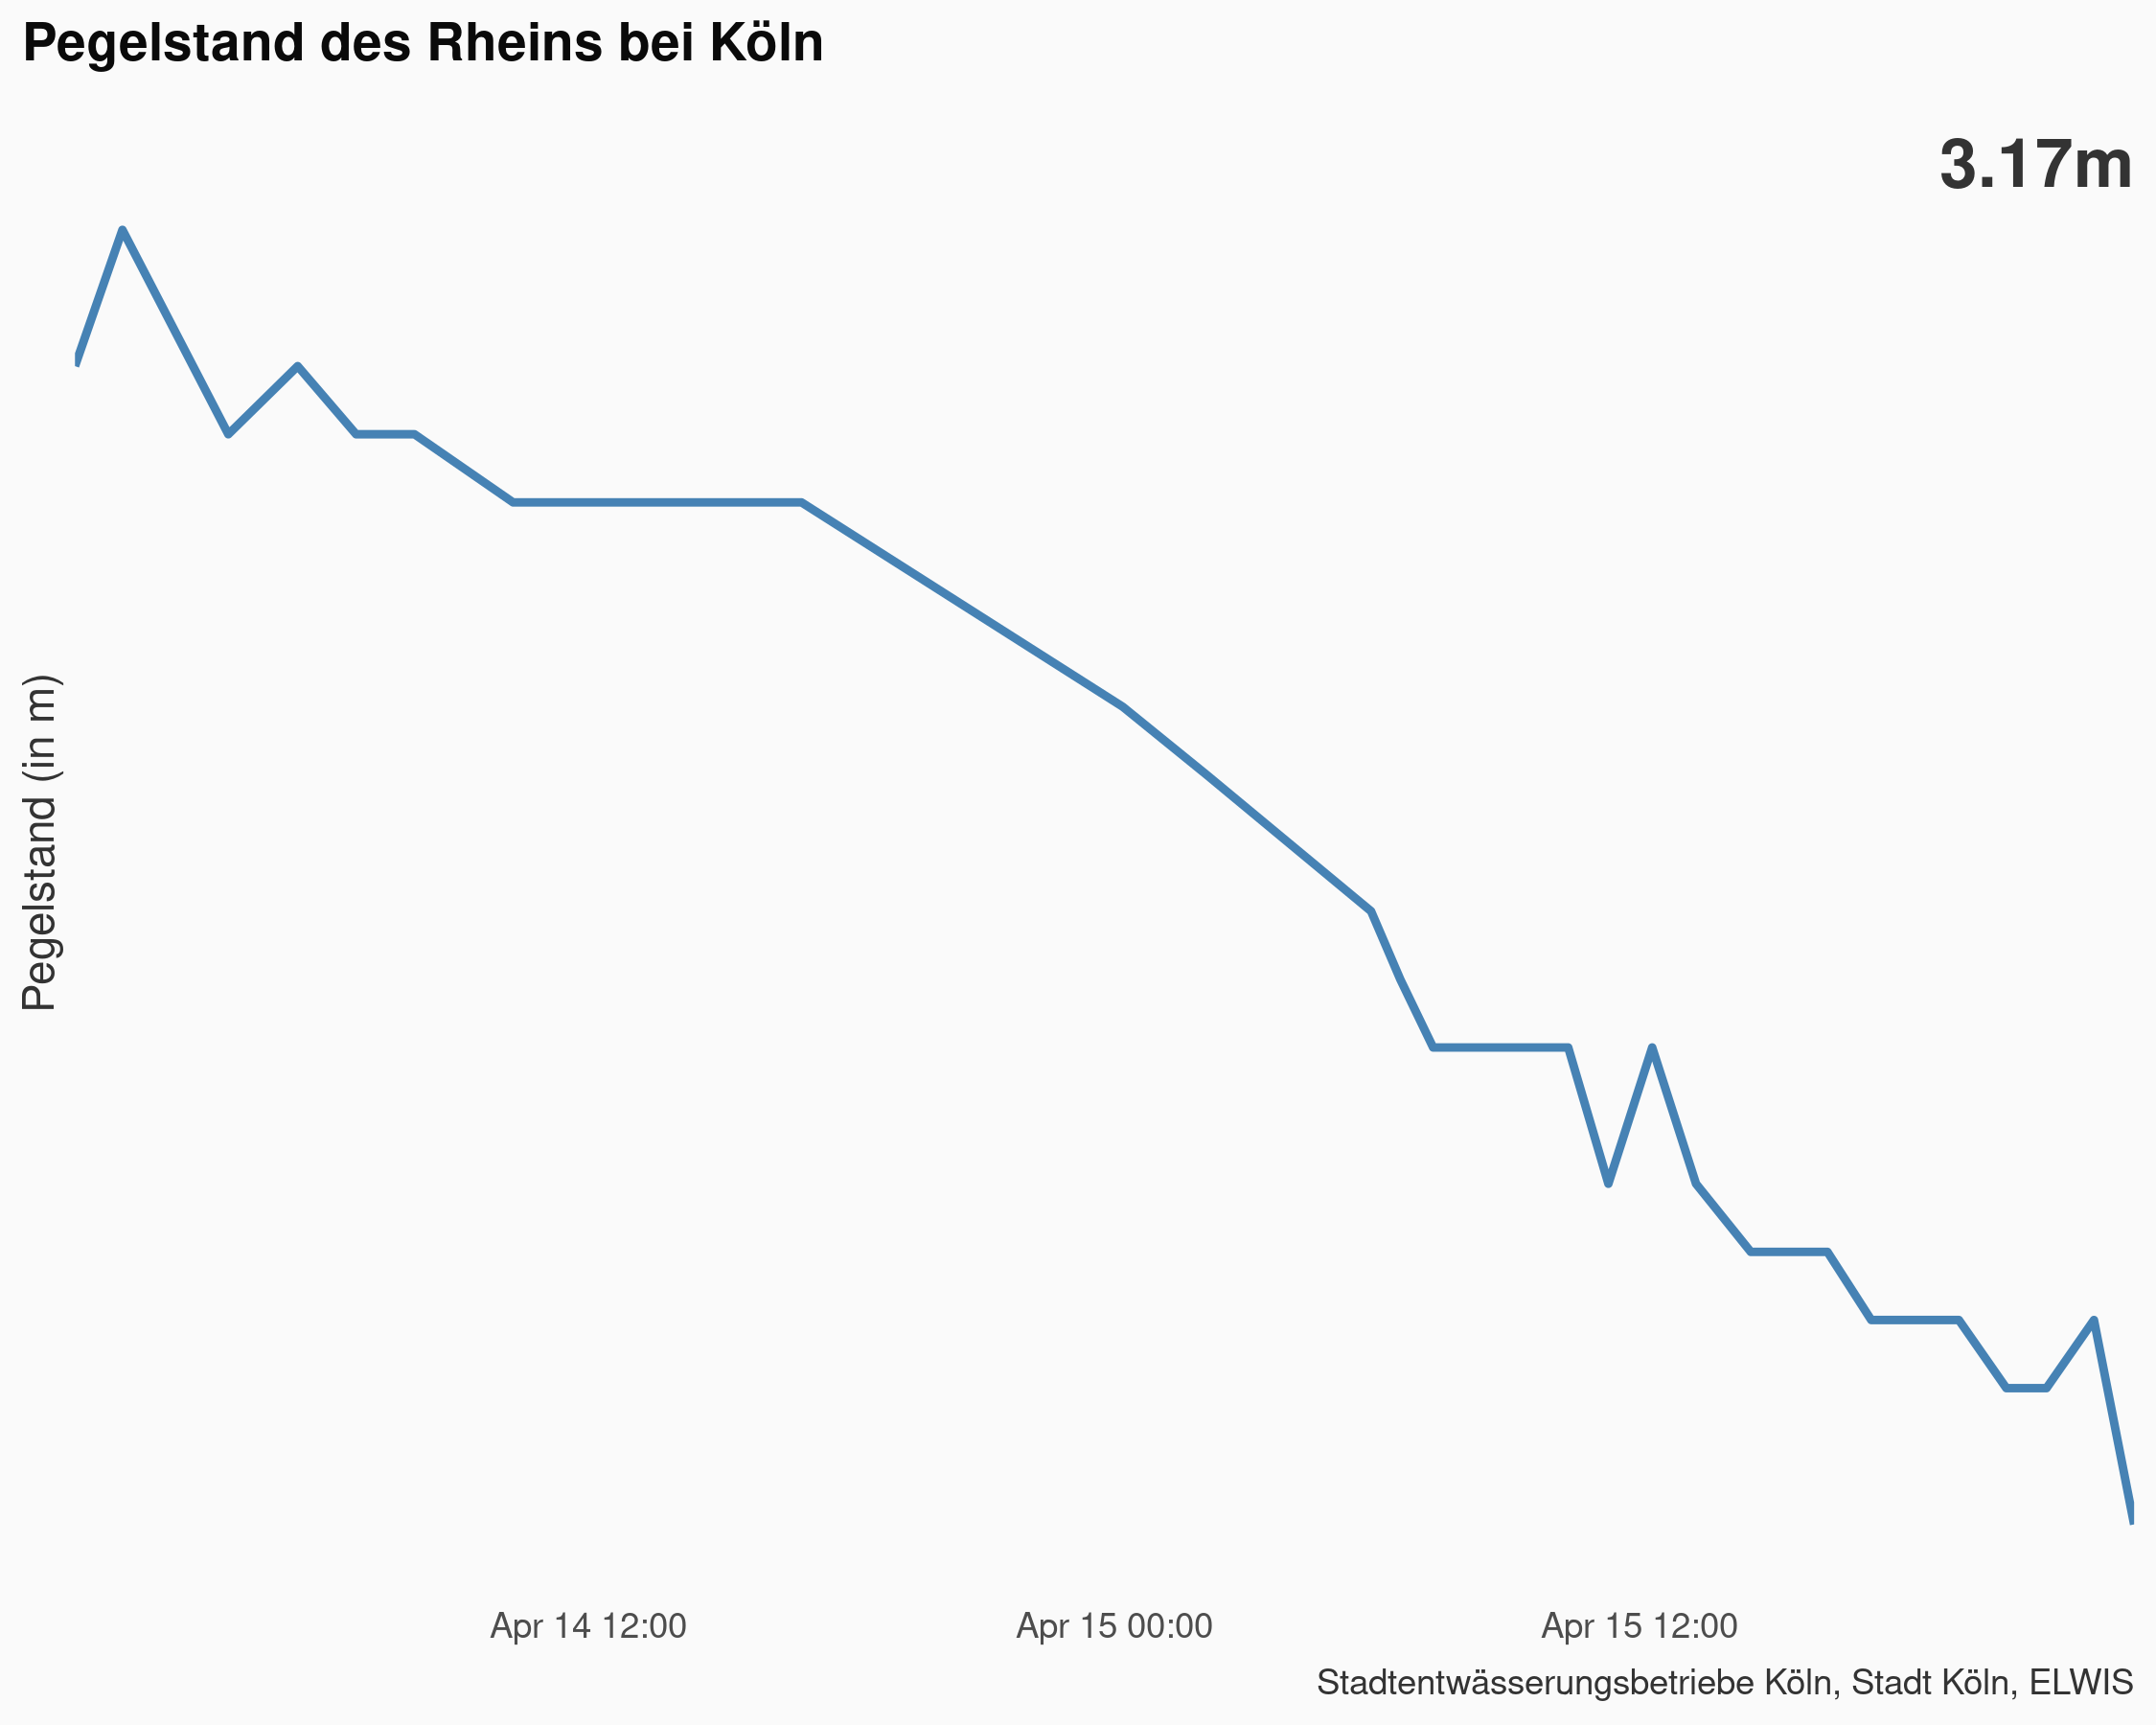 Pegelstand des Rheins bei Köln
3.17m
Pegelstand (in m)
Apr 14 12:00
Apr 15 00:00
Apr 15 12:00
Stadtentwässerungsbetriebe Köln, Stadt Köln, ELWIS